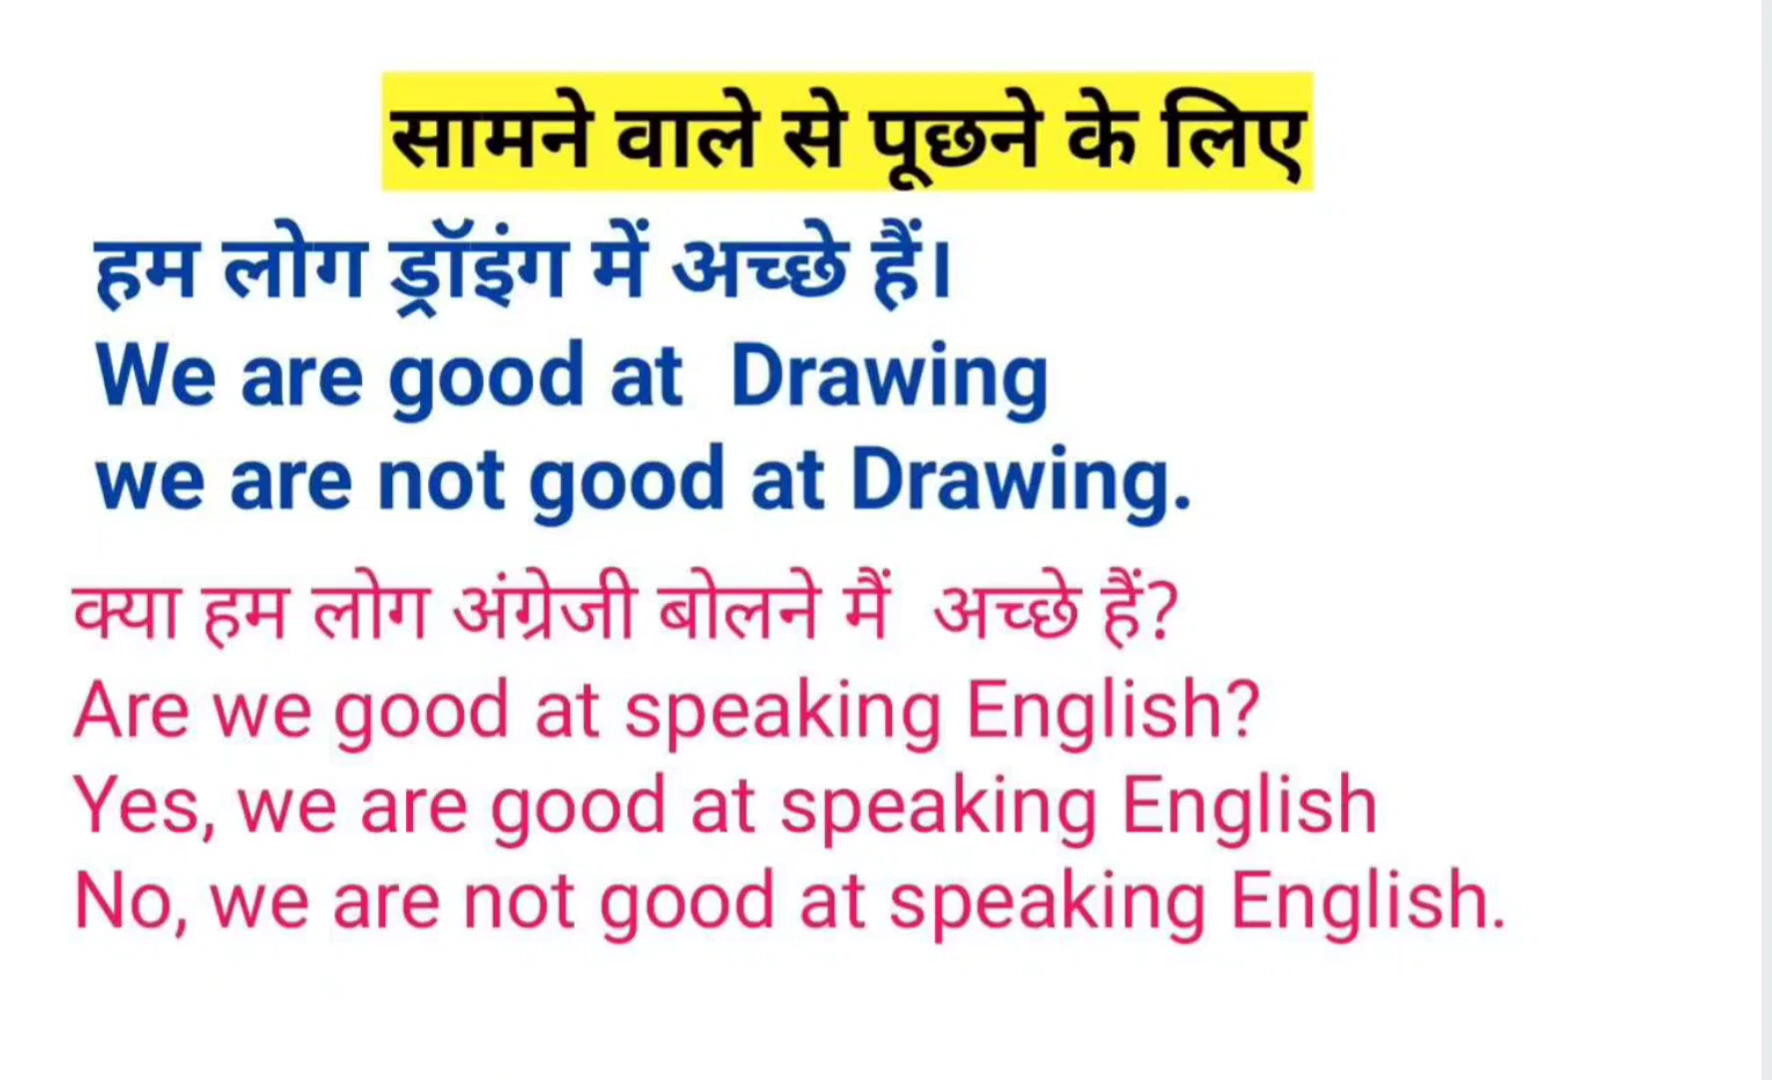 सामने वाले से पूछने के लिए
हम लोग ड्रॉइंग में अच्छे हैं।
We are good at Drawing
we are not good at Drawing.
क्या हम लोग अंग्रेजी बोलने मैं अच्छे हैं?
Are we good at speaking English?
Yes, we are good at speaking English
No, we are not good at speaking English.